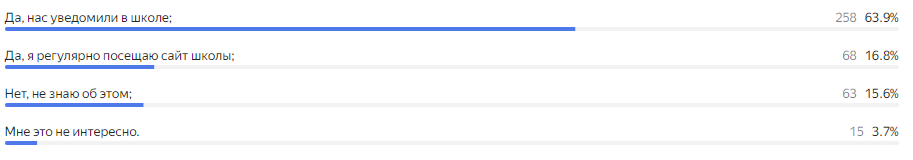 Да, нас уведомили в школе; 258 63.9%
Да, я регулярно посещаю сайт школы; 68 16.8%
Нет, не знаю об этом; 63 15.6%
Мне это не интересно. 15 3.7%